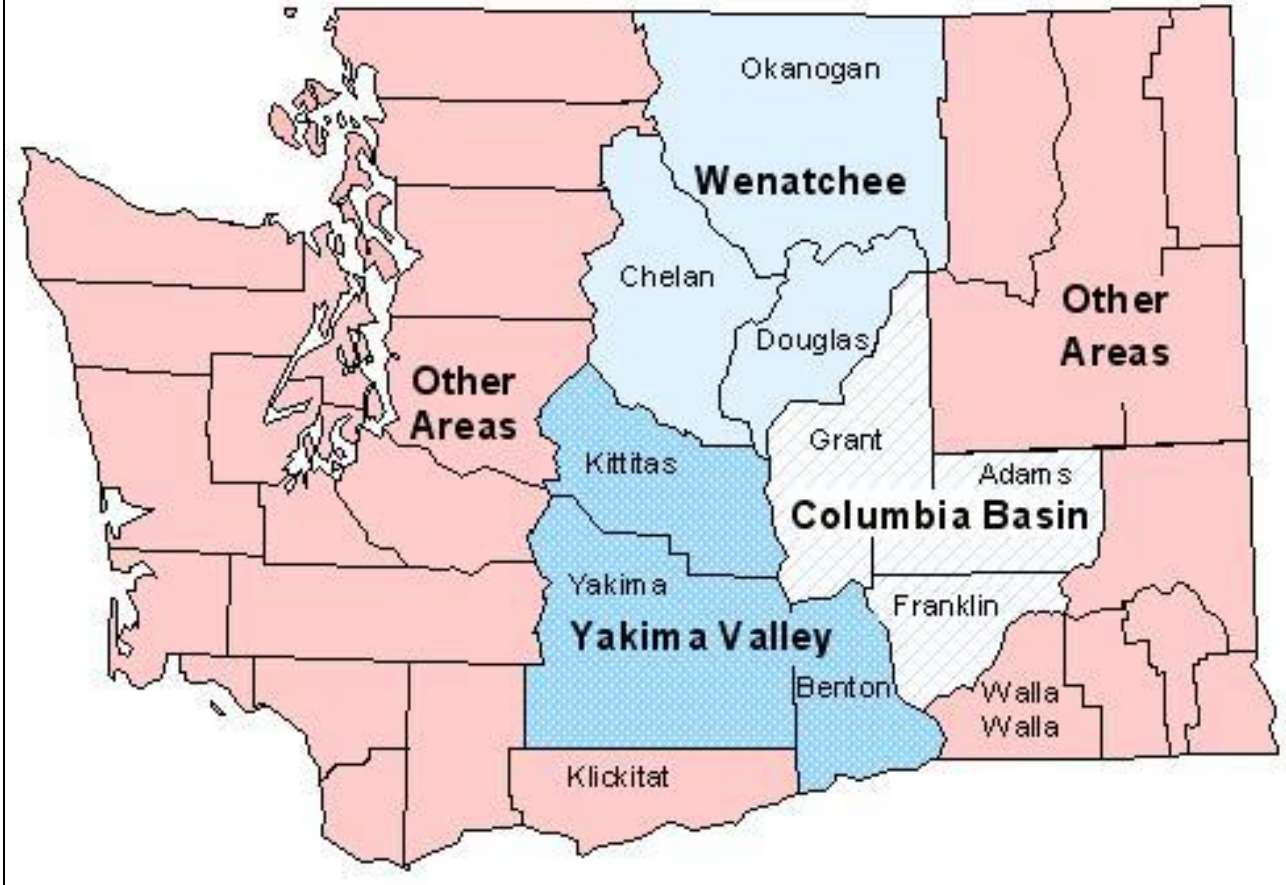 Okanogan
Wenatchee
Chelan
Douglas
Other
Areas
Other
Areas
Grant
Kittitas
Adams
Columbia Basin
Yakima
Franklin
Yakima Valley
Benton
Walla
Walla
Klickitat